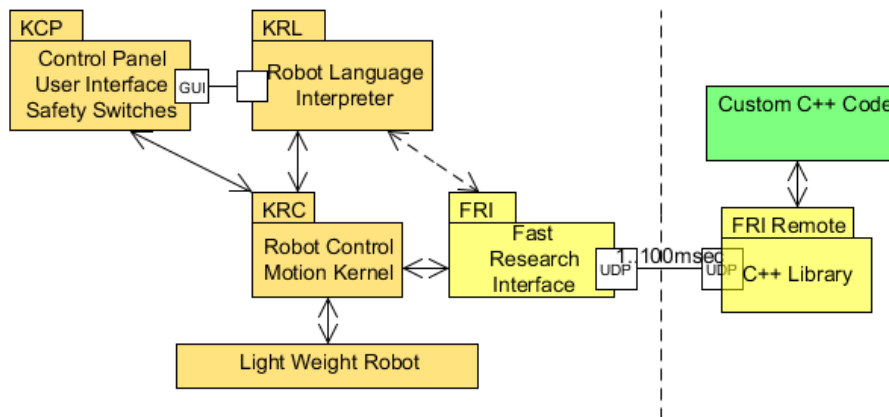 KCP
Control Panel
User Interface
Safety Switches
GUI
KRL
Robot Language
Interpreter
Custom C++ Code
KRC
Robot Control
Motion Kernel
FRI
Fast
Research
Interface
UDP
1..100msec
UDP
FRI Remote
C++ Library
Light Weight Robot